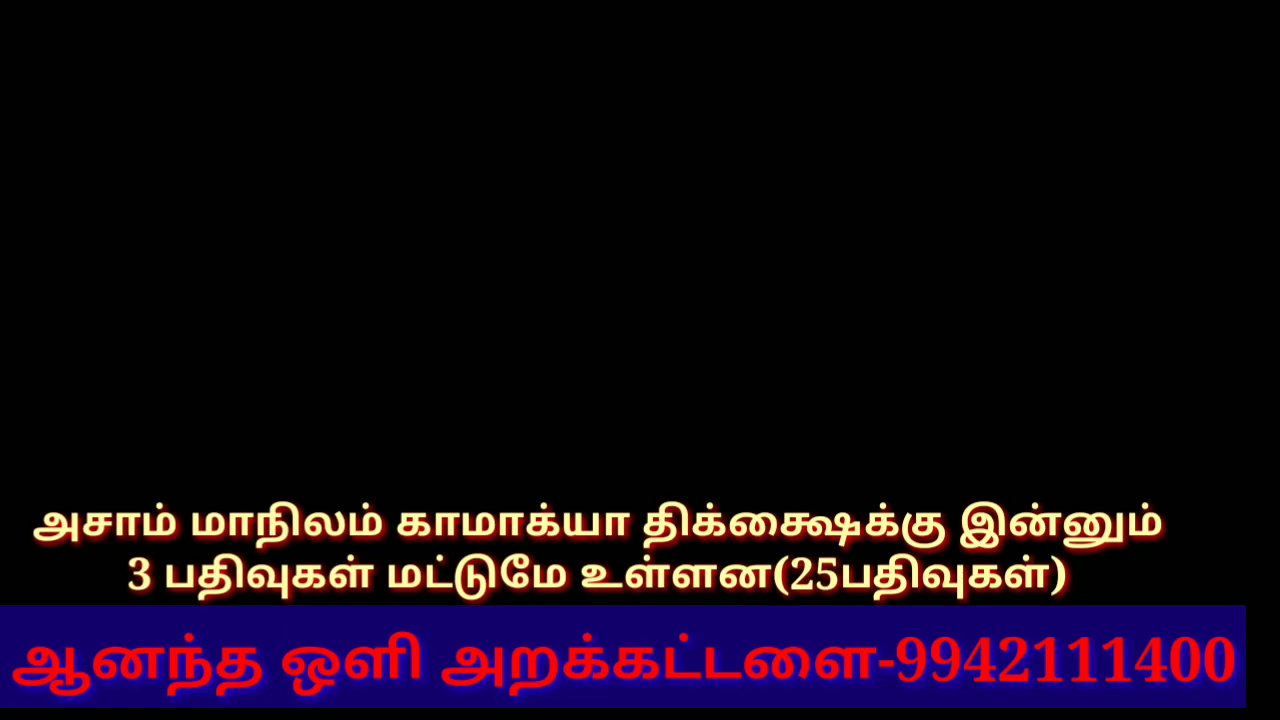 அசாம் மாநிலம் காமாக்யா திக்க்ஷைக்கு இன்னும்
3 பதிவுகள் மட்டுமே உள்ளன(25பதிவுகள்)
ஆனந்த ஒளி அறக்கட்டளை-9942111400